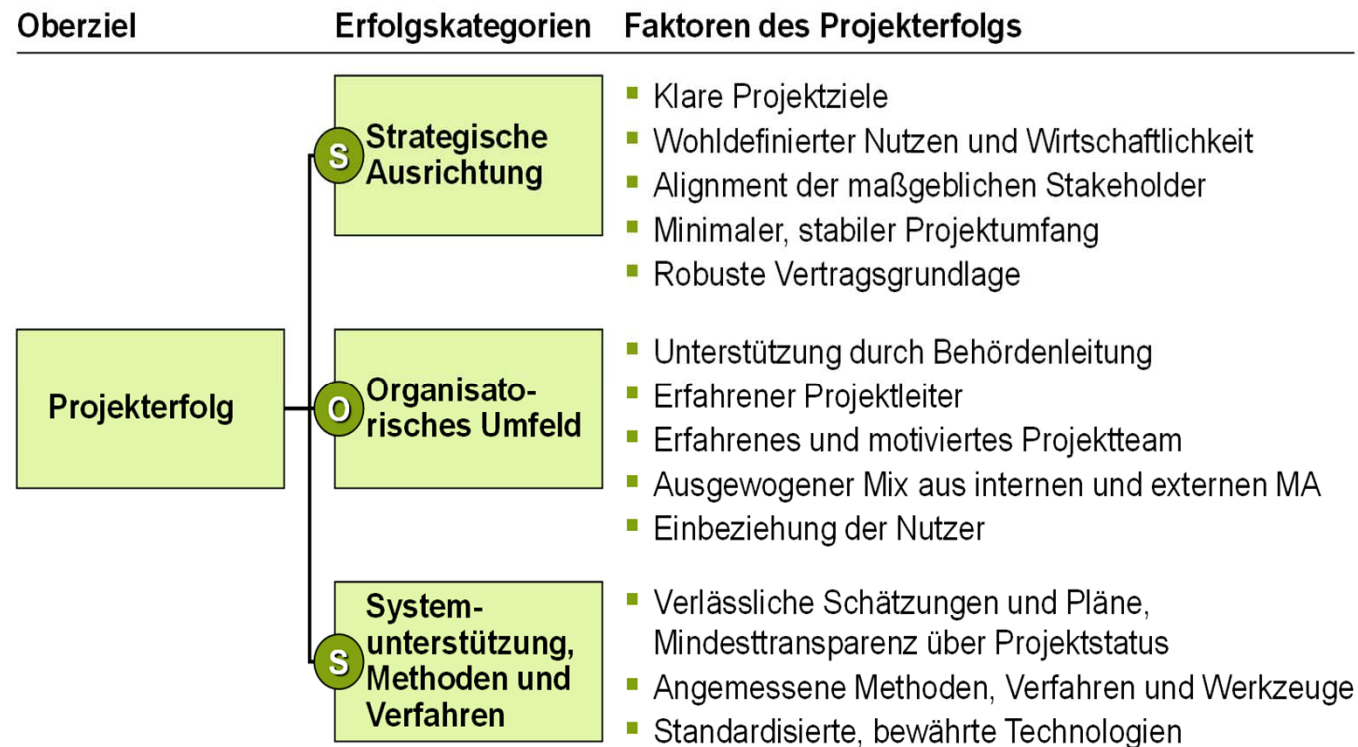 Oberziel
Erfolgskategorien
Faktoren des Projekterfolgs
Projekterfolg
S
Strategische
Ausrichtung
Klare Projektziele
Wohldefinierter Nutzen und Wirtschaftlichkeit
Alignment der maßgeblichen Stakeholder
Minimaler, stabiler Projektumfang
Robuste Vertragsgrundlage
O
Organisato-
risches Umfeld
Unterstützung durch Behördenleitung
Erfahrener Projektleiter
Erfahrenes und motiviertes Projektteam
Ausgewogener Mix aus internen und externen MA
Einbeziehung der Nutzer
S
System-
unterstützung,
Methoden und
Verfahren
Verlässliche Schätzungen und Pläne,
Mindesttransparenz über Projektstatus
Angemessene Methoden, Verfahren und Werkzeuge
Standardisierte, bewährte Technologien